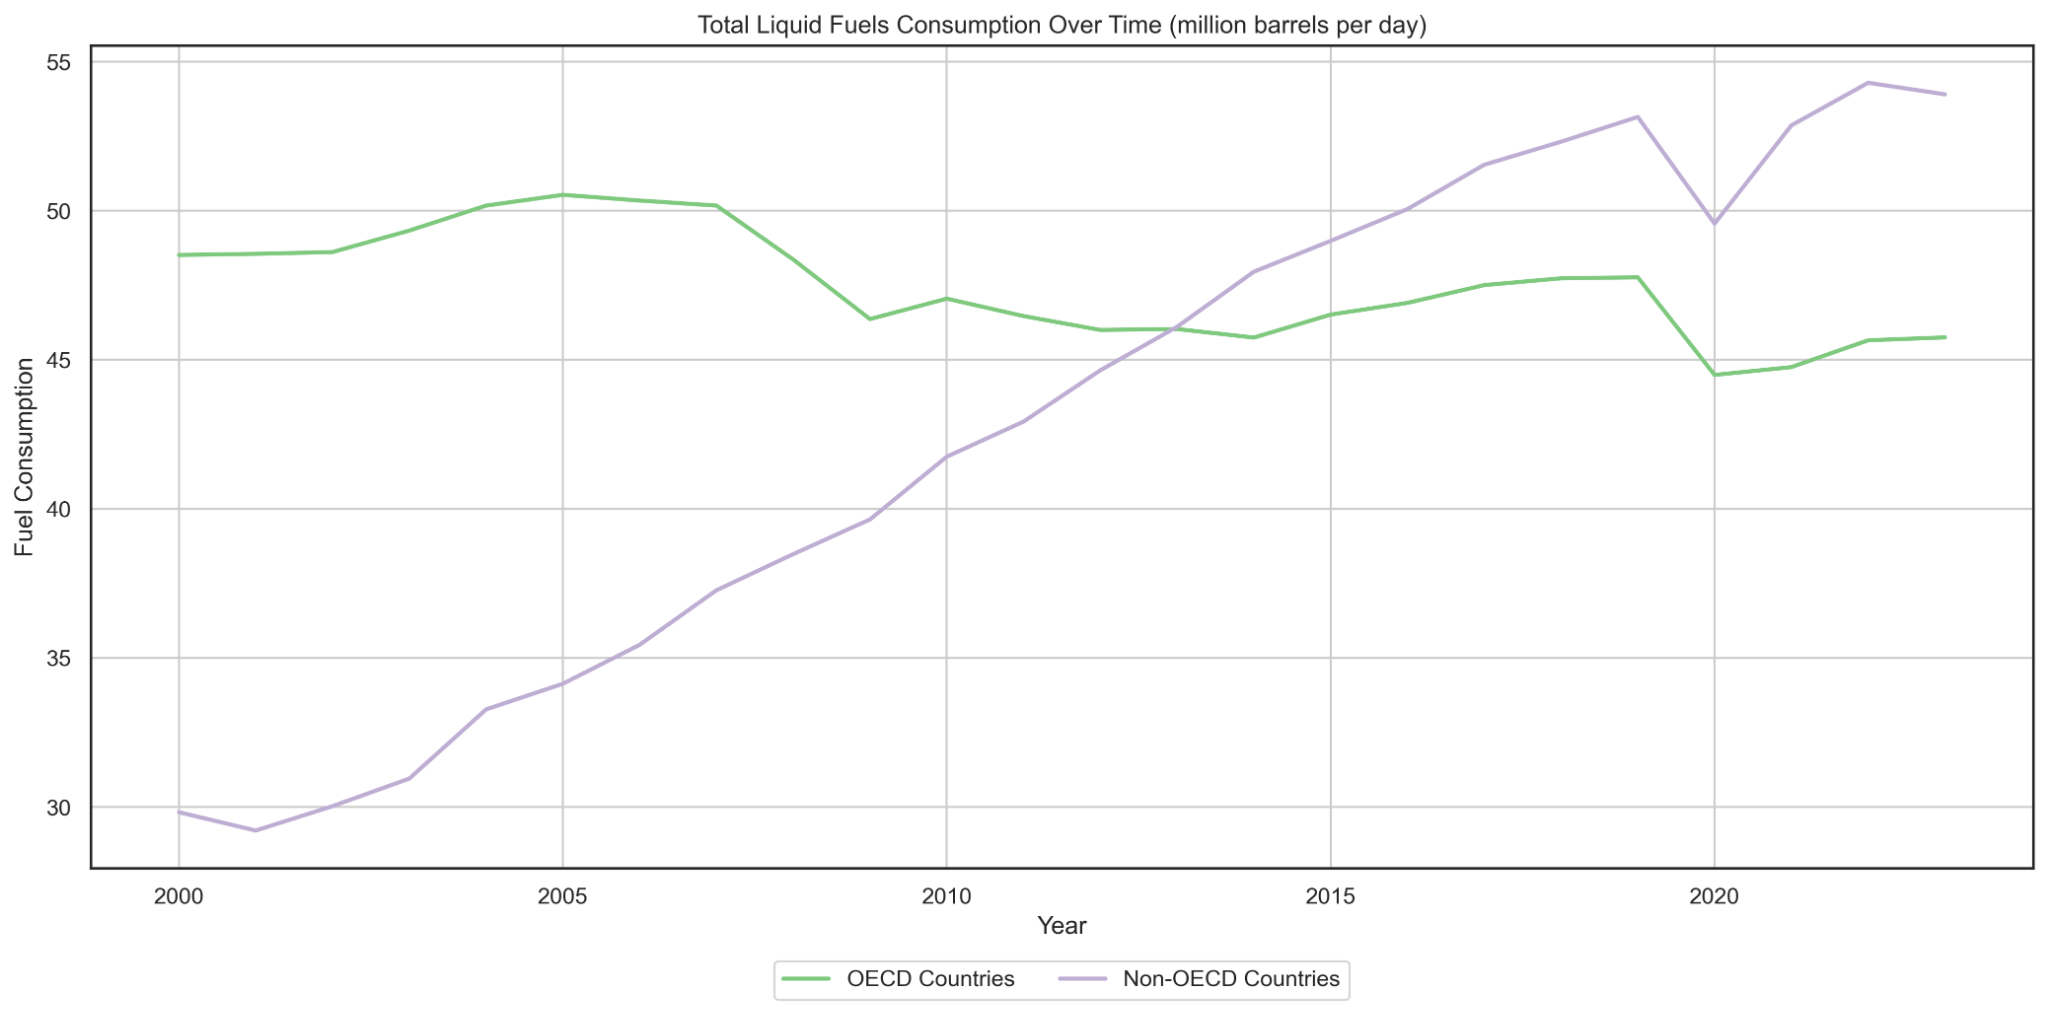 Total Liquid Fuels Consumption Over Time (million barrels per day)
55
50
45
40
35
30
Fuel Consumption
2000 2005 2010 2015 2020
Year
OECD Countries Non-OECD Countries